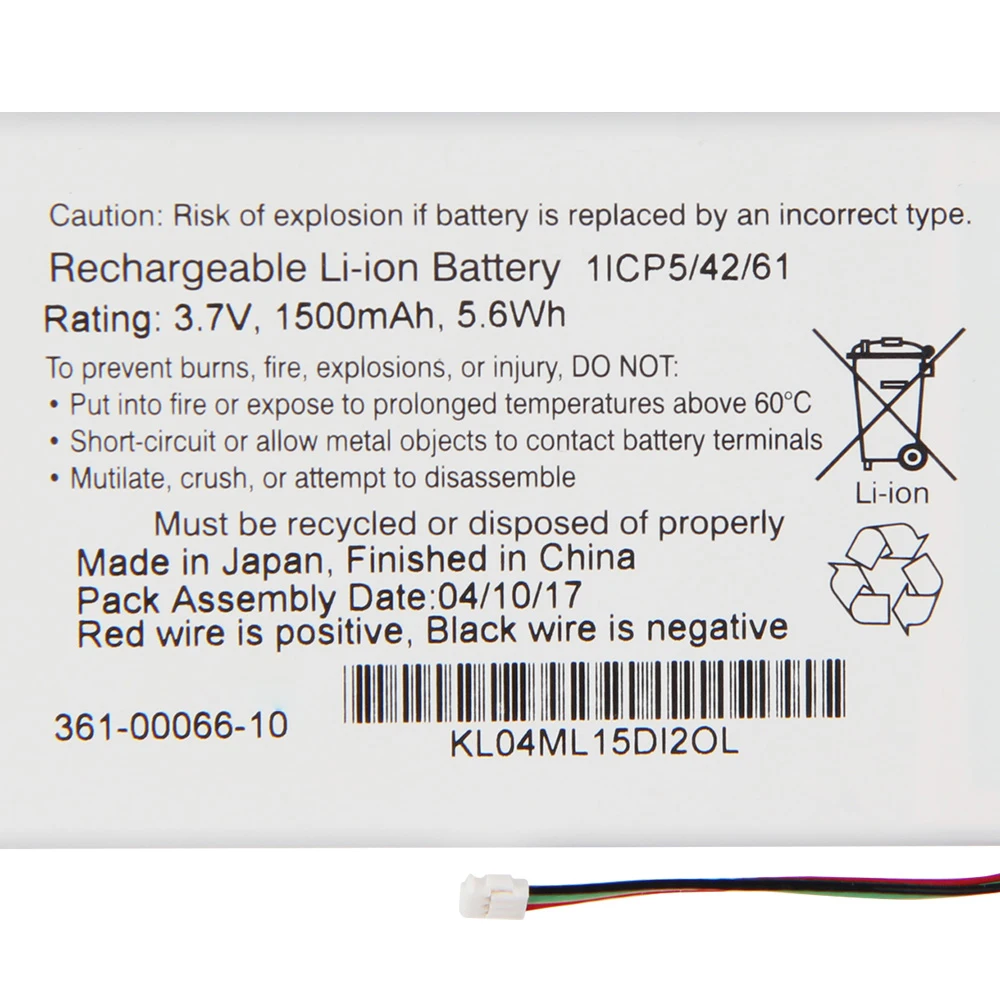 Caution: Risk of explosion if battery is replaced by an incorrect type.
Rechargeable Li-ion Battery 1ICP5/42/61
Rating: 3.7V, 1500mAh, 5.6Wh
To prevent burns, fire, explosions, or injury, DO NOT:
• Put into fire or expose to prolonged temperatures above 60°C
• Short-circuit or allow metal objects to contact battery terminals
• Mutilate, crush, or attempt to disassemble
Li-ion
Must be recycled or disposed of properly
Made in Japan, Finished in China
Pack Assembly Date:04/10/17
Red wire is positive, Black wire is negative
361-00066-10
KL04ML15DI2OL